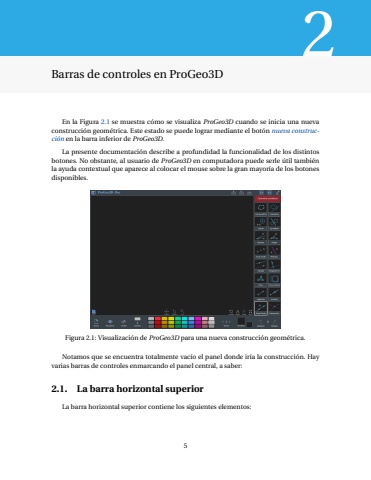 2
Barras de controles en ProGeo3D
En la Figura 2.1 se muestra cómo se visualiza ProGeo3D cuando se inicia una nueva
construcción geométrica. Este estado se puede lograr mediante el botón nueva construc-
ción en la barra inferior de ProGeo3D.
La presente documentación describe a profundidad la funcionalidad de los distintos
botones. No obstante, al usuario de ProGeo3D en computadora puede serle útil también
la ayuda contextual que aparece al colocar el mouse sobre la gran mayoría de los botones
disponibles.
Figura 2.1: Visualización de ProGeo3D para una nueva construcción geométrica.
Notamos que se encuentra totalmente vacío el panel donde iría la construcción. Hay
varias barras de controles enmarcando el panel central, a saber:
2.1. La barra horizontal superior
La barra horizontal superior contiene los siguientes elementos:
5